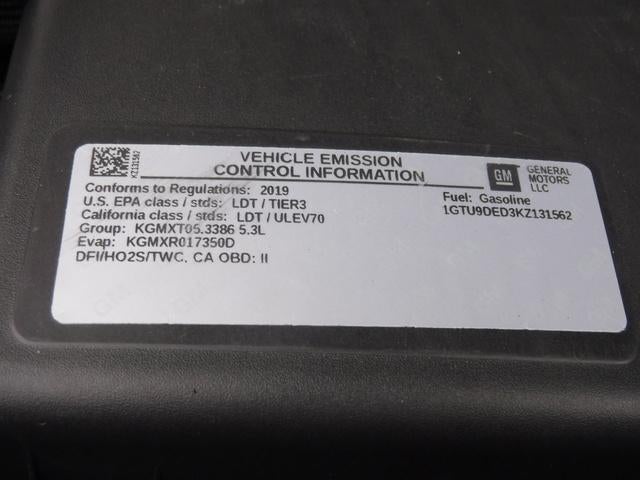 VEHICLE EMISSION
CONTROL INFORMATION
KZ131562
GM
GENERAL
MOTORS
LLC
Conforms to Regulations: 2019
U.S. EPA class / stds: LDT / TIER3
California class / stds: LDT / ULEV70
Group: KGMXT05.3386 5.3L
Evap: KGMXR017350D
DFI/HO2S/TWC, CA OBD: II
Fuel: Gasoline
1GTU9DED3KZ131562